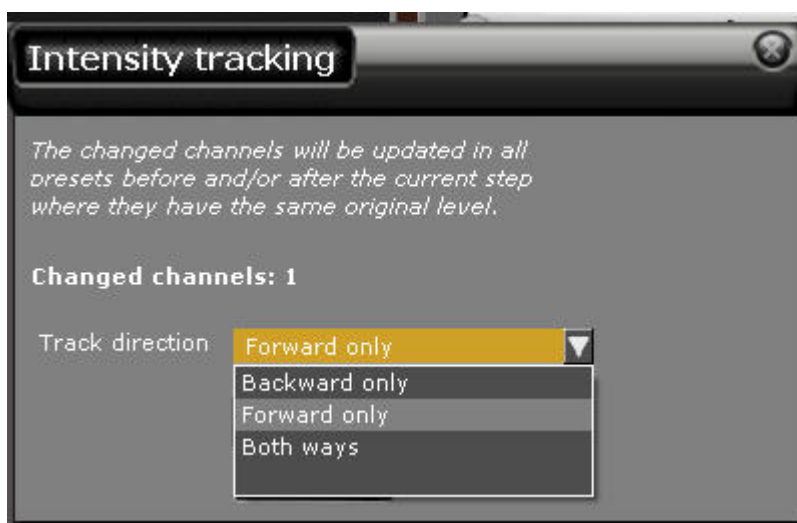 Intensity tracking
The changed channels will be updated in all
presets before and/or after the current step
where they have the same original level.
Changed channels: 1
Track direction
Forward only
Backward only
Forward only
Both ways